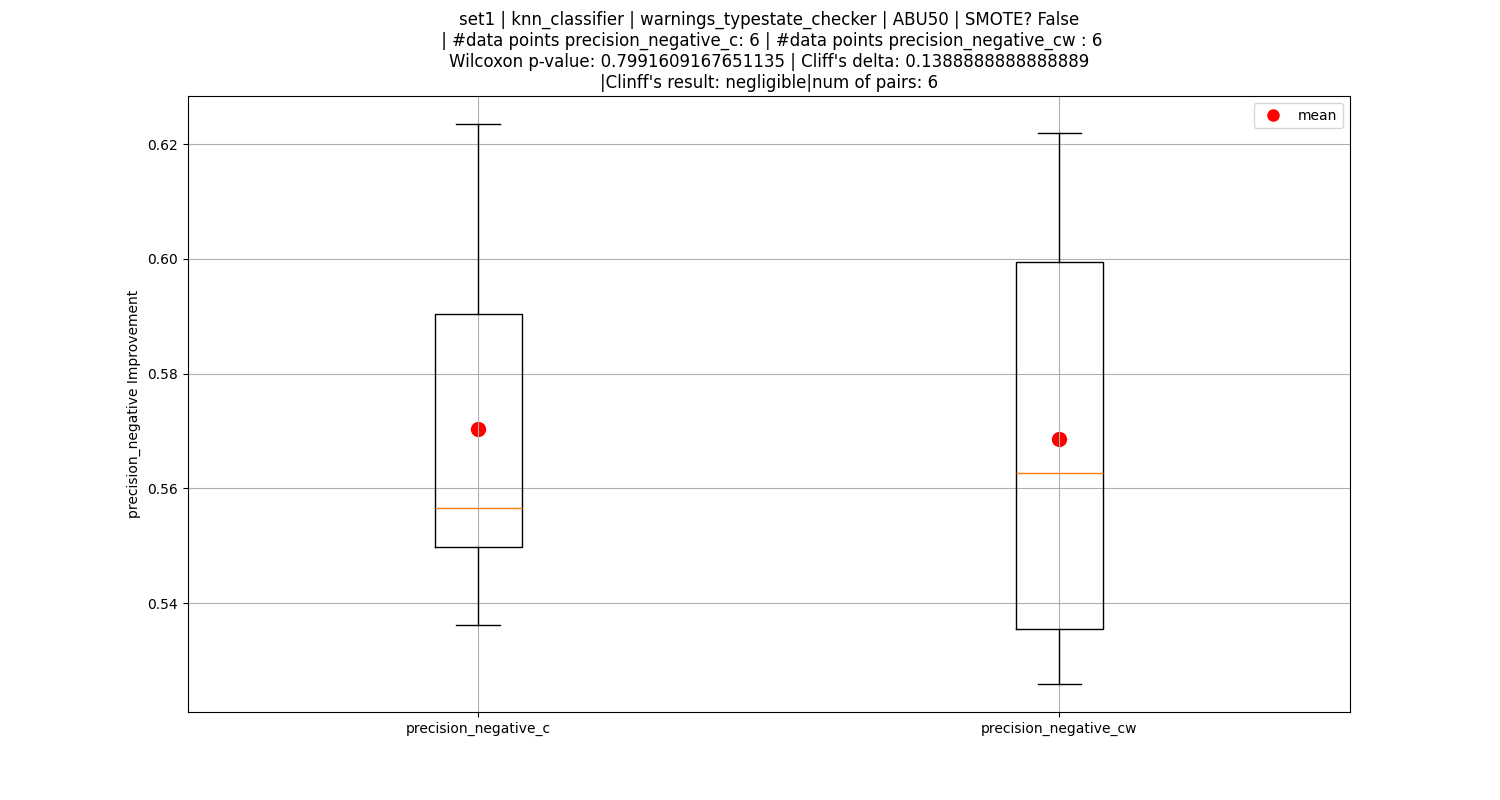 set1 | knn_classifier | warnings_typestate_checker | ABU50 | SMOTE? False
| #data points precision_negative_c: 6 | #data points precision_negative_cw : 6
Wilcoxon p-value: 0.7991609167651135 | Cliff's delta: 0.1388888888888889
|Clinff's result: negligible|num of pairs: 6
mean
0.62
0.60
0.58
0.56
0.54
precision_negative Improvement
precision_negative_c
precision_negative_cw